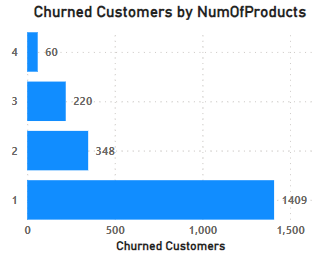 Churned Customers by NumOfProducts
4 60
3 220
2 348
1 1409
0 500 1,000 1,500
Churned Customers